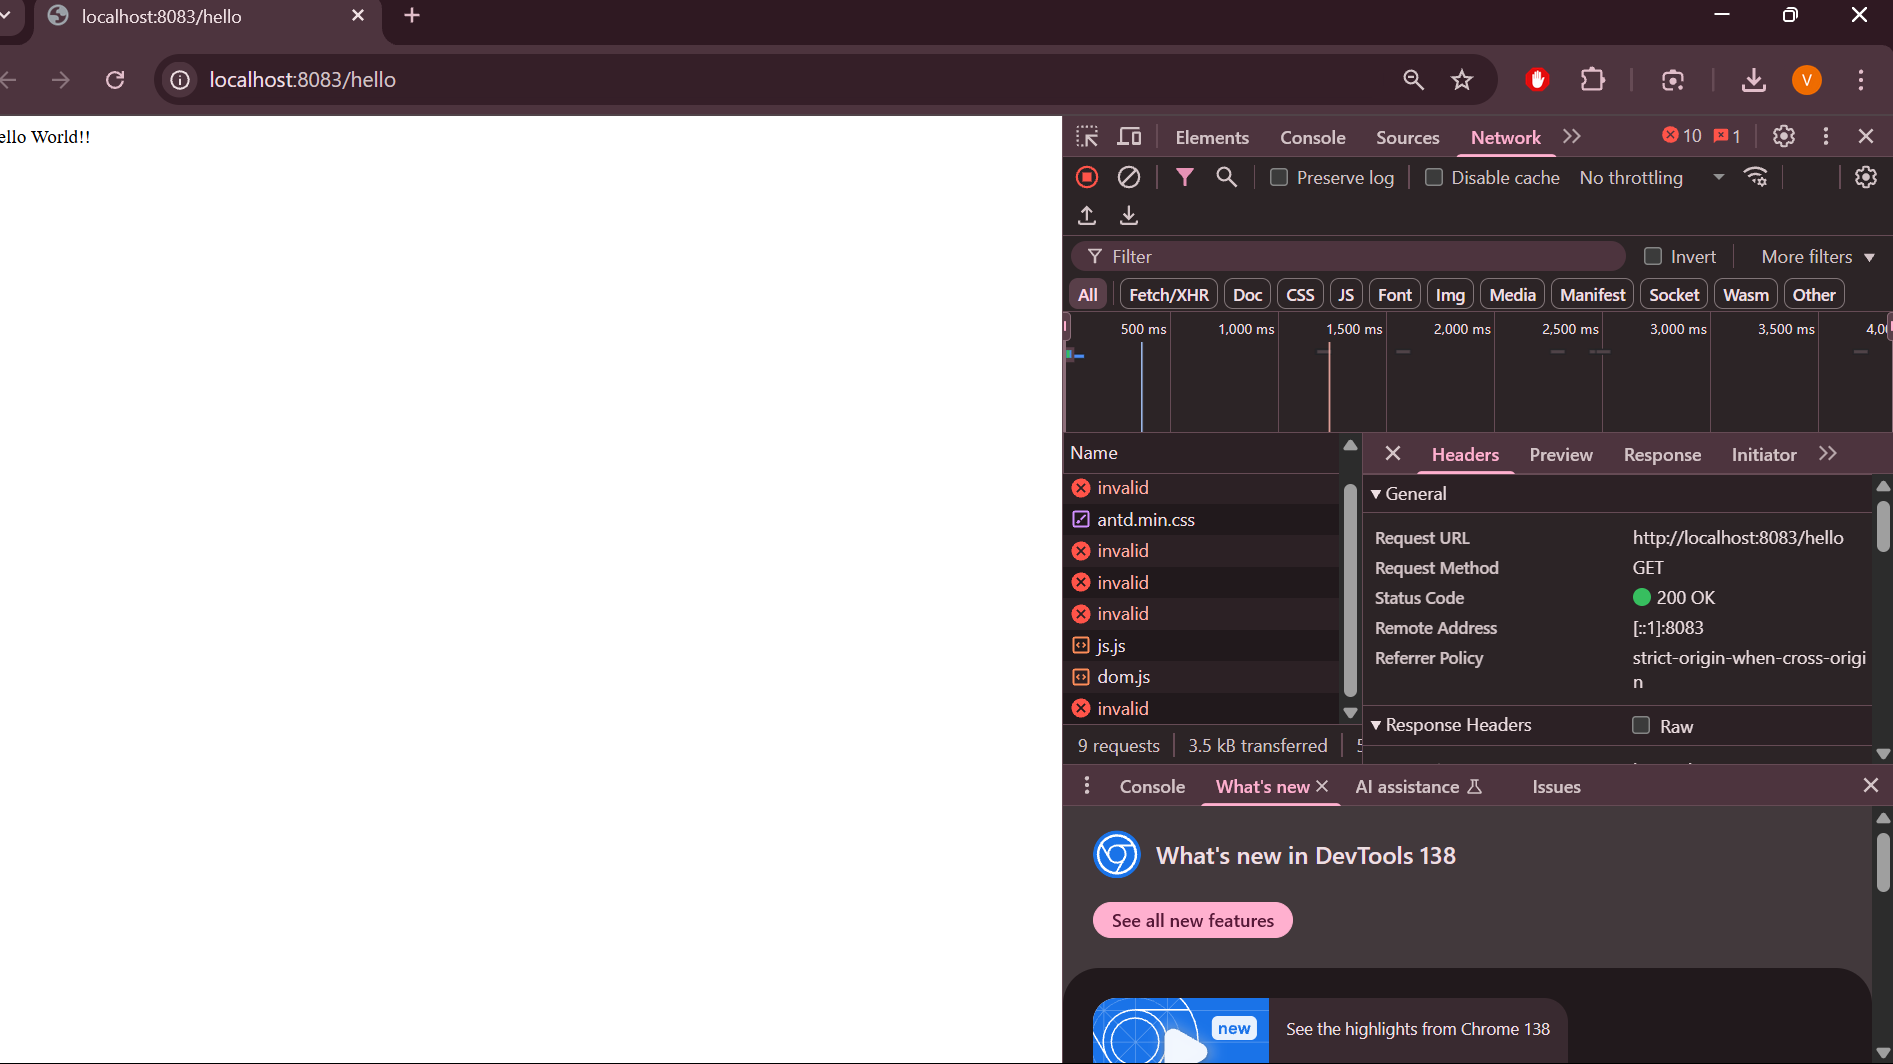 localhost:8083/hello
localhost:8083/hello
V
ello World!!
Elements Console Sources Network 10 1
Preserve log Disable cache No throttling
Filter Invert More filters
All Fetch/XHR Doc CSS JS Font Img Media Manifest Socket Wasm Other
500 ms 1,000 ms 1,500 ms 2,000 ms 2,500 ms 3,000 ms 3,500 ms 4,0
Name
invalid
antd.min.css
invalid
invalid
invalid
js.js
dom.js
invalid
9 requests 3.5 kB transferred
Headers Preview Response Initiator
General
Request URL http://localhost:8083/hello
Request Method GET
Status Code 200 OK
Remote Address [::1]:8083
Referrer Policy strict-origin-when-cross-origi
n
Response Headers Raw
Console What's new AI assistance Issues
What's new in DevTools 138
See all new features
new
See the highlights from Chrome 138